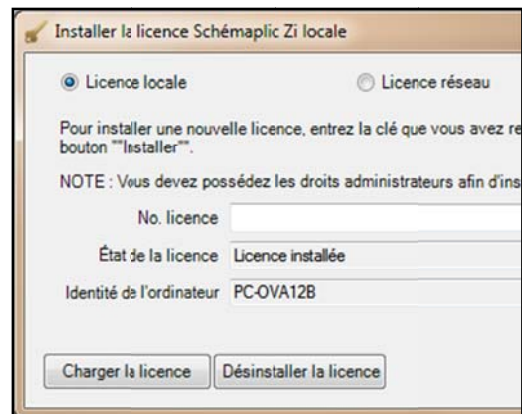 Installer la licence Schémaplic Zi locale
Licence locale Licence réseau
Pour installer une nouvelle licence, entrez la clé que vous avez re
bouton ""Installer"".
NOTE : Vous devez possédez les droits administrateurs afin d'ins
No. licence
État de la licence Licence installée
Identité de l'ordinateur PC-OVA12B
Charger la licence Désinstaller la licence